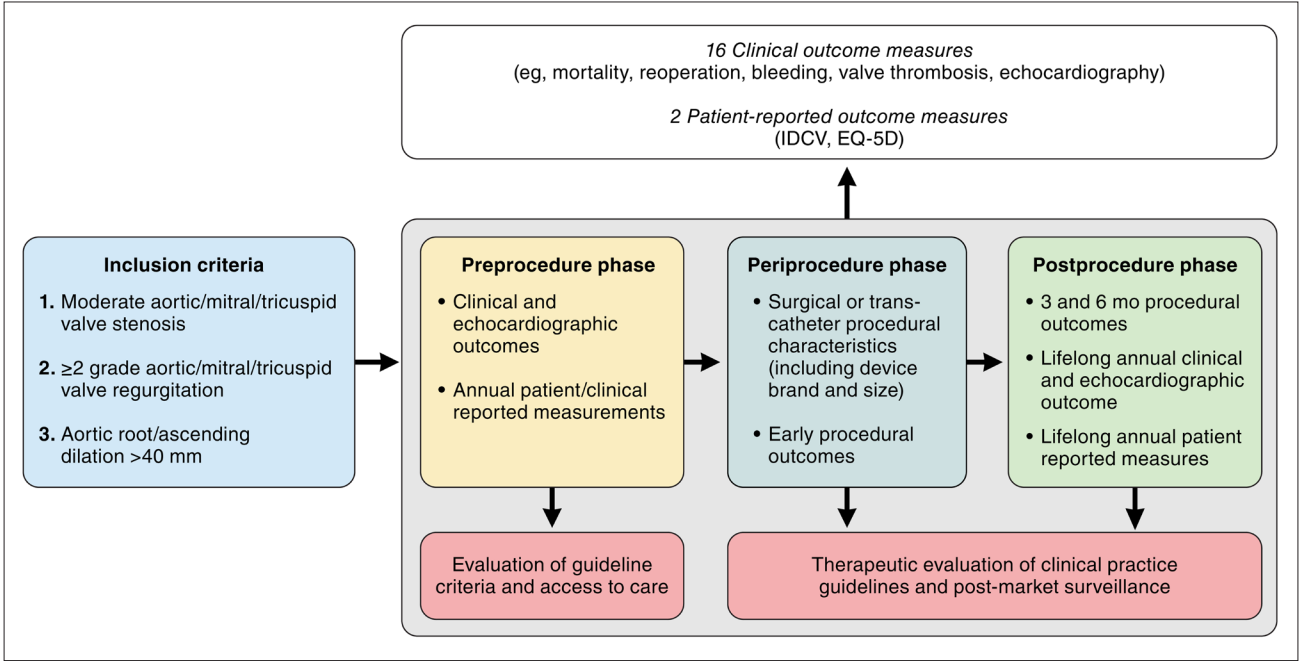 16 Clinical outcome measures
(eg, mortality, reoperation, bleeding, valve thrombosis, echocardiography)
2 Patient-reported outcome measures
(IDCV, EQ-5D)
Inclusion criteria
1. Moderate aortic/mitral/tricuspid
valve stenosis
2. ≥2 grade aortic/mitral/tricuspid
valve regurgitation
3. Aortic root/ascending
dilation >40 mm
Preprocedure phase
• Clinical and
echocardiographic
outcomes
• Annual patient/clinical
reported measurements
Periprocedure phase
• Surgical or trans-
catheter procedural
characteristics
(including device
brand and size)
• Early procedural
outcomes
Postprocedure phase
• 3 and 6 mo procedural
outcomes
• Lifelong annual clinical
and echocardiographic
outcome
• Lifelong annual patient
reported measures
Evaluation of guideline
criteria and access to care
Therapeutic evaluation of clinical practice
guidelines and post-market surveillance